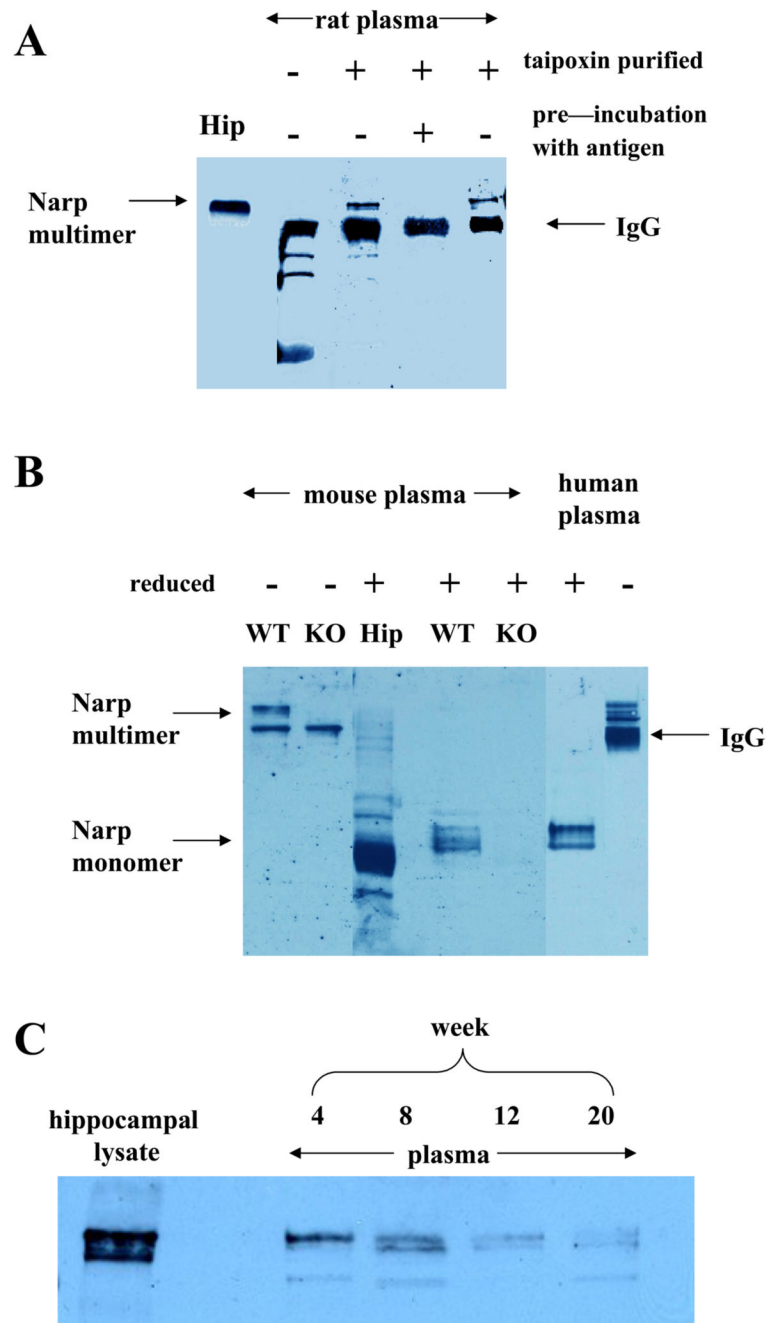 A
rat plasma
- + + + taipoxin purified
Hip
- - + - pre—incubation
with antigen
Narp
multimer
IgG
B
mouse plasma
human
plasma
reduced - - + + + + -
WT KO Hip WT KO
Narp
multimer
IgG
Narp
monomer
C
week
hippocampal
lysate
4 8 12 20
plasma